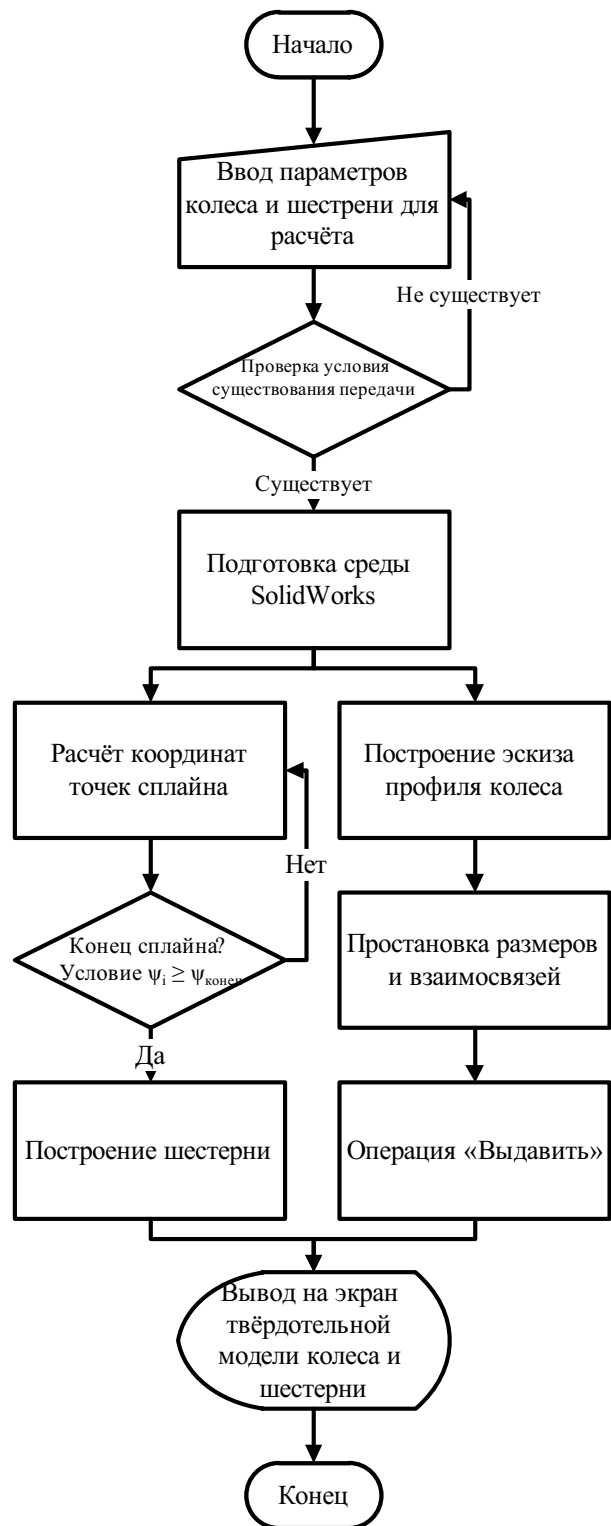 Начало
Ввод параметров
колеса и шестрени для
расчёта
Не существует
Проверка условия
существования передачи
Существует
Подготовка среды
SolidWorks
Расчёт координат
точек сплайна
Построение эскиза
профиля колеса
Нет
Конец сплайна?
Условие ψi ≥ ψконец
Простановка размеров
и взаимосвязей
Да
Построение шестерни
Операция «Выдавить»
Вывод на экран
твёрдотельной
модели колеса и
шестерни
Конец